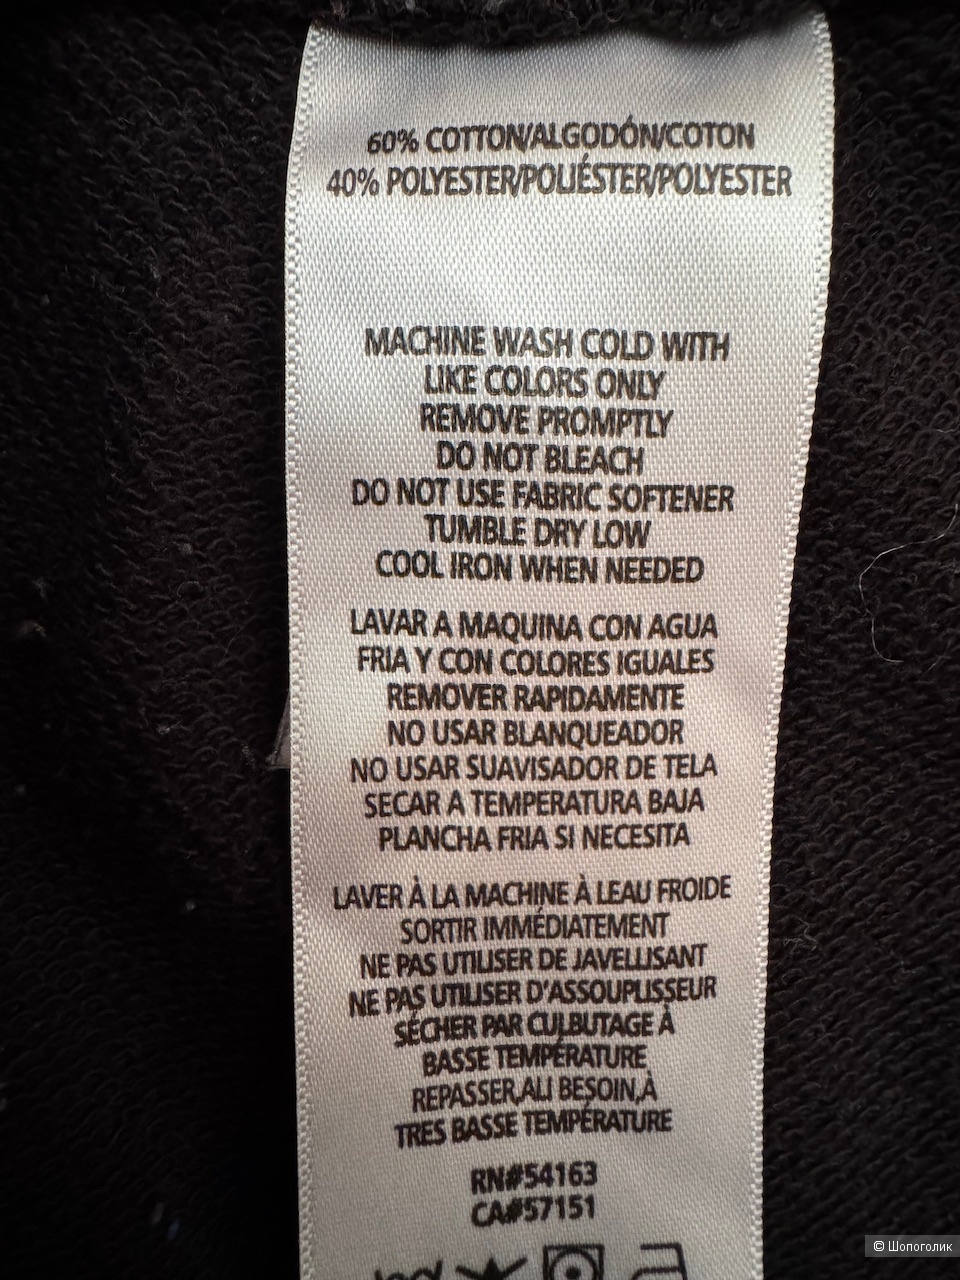 60% COTTON/ALGODÓN/COTON
40% POLYESTER/POLIÉSTER/POLYESTER
MACHINE WASH COLD WITH
LIKE COLORS ONLY
REMOVE PROMPTLY
DO NOT BLEACH
DO NOT USE FABRIC SOFTENER
TUMBLE DRY LOW
COOL IRON WHEN NEEDED
LAVAR A MAQUINA CON AGUA
FRIA Y CON COLORES IGUALES
REMOVER RAPIDAMENTE
NO USAR BLANQUEADOR
NO USAR SUAVISADOR DE TELA
SECAR A TEMPERATURA BAJA
PLANCHA FRIA SI NECESITA
LAVER À LA MACHINE À LEAU FROIDE
SORTIR IMMÉDIATEMENT
NE PAS UTILISER DE JAVELLISANT
NE PAS UTILISER D'ASSOUPLISSEUR
SÉCHER PAR CULBUTAGE À
BASSE TEMPÉRATURE
REPASSER,ALI BESOIN,À
TRES BASSE TEMPÉRATURE
RN#54163
CA#57151
© Шопоголик